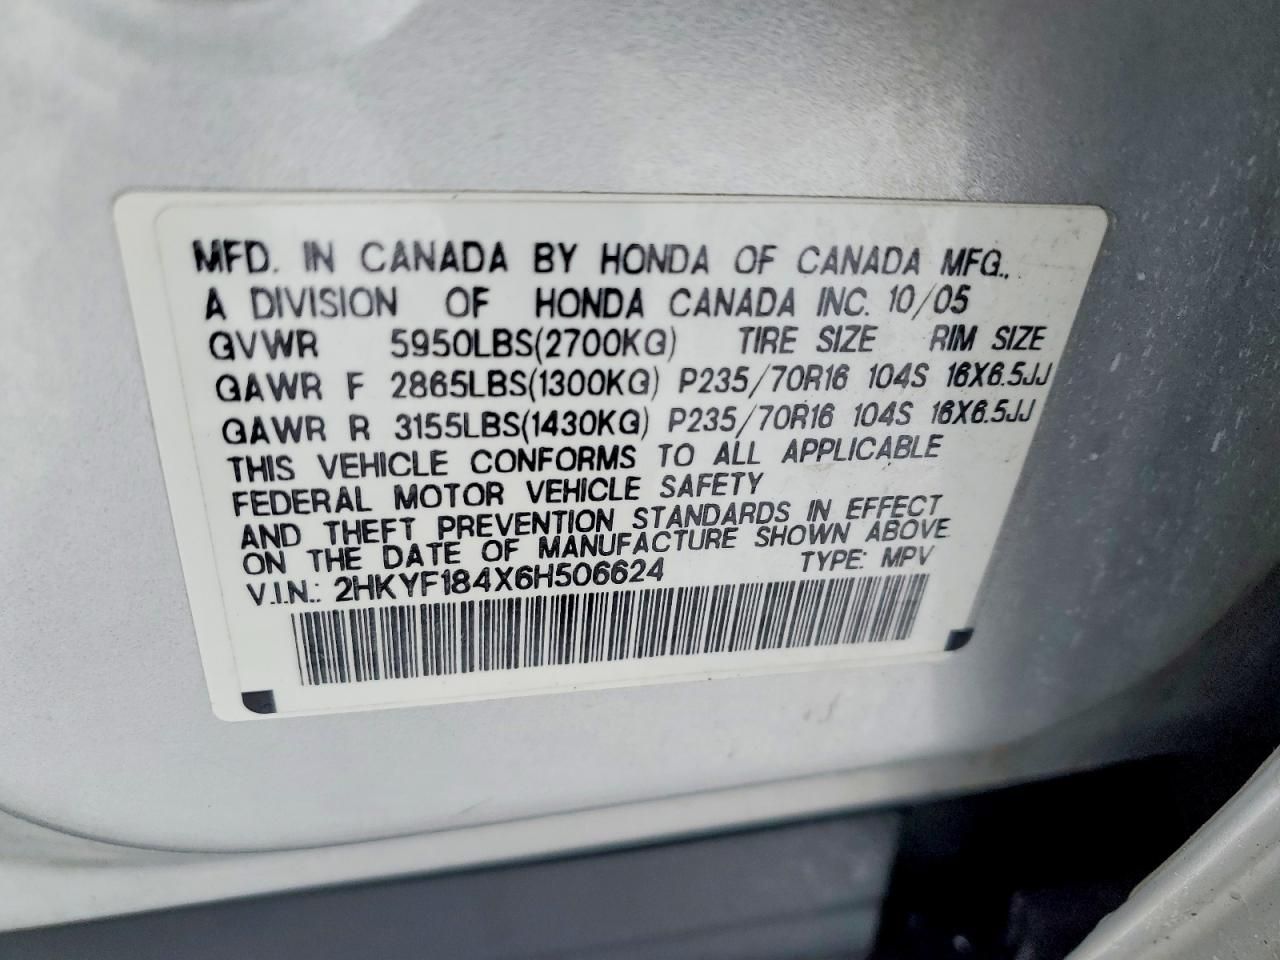 MFD. IN CANADA BY HONDA OF CANADA MFG.,
A DIVISION OF HONDA CANADA INC. 10/05
GVWR 5950LBS(2700KG) TIRE SIZE RIM SIZE
GAWR F 2865LBS(1300KG) P235/70R16 104S 16X6.5JJ
GAWR R 3155LBS(1430KG) P235/70R16 104S 16X6.5JJ
THIS VEHICLE CONFORMS TO ALL APPLICABLE
FEDERAL MOTOR VEHICLE SAFETY
AND THEFT PREVENTION STANDARDS IN EFFECT
ON THE DATE OF MANUFACTURE SHOWN ABOVE
V.I.N.: 2HKYF184X6H506624 TYPE: MPV